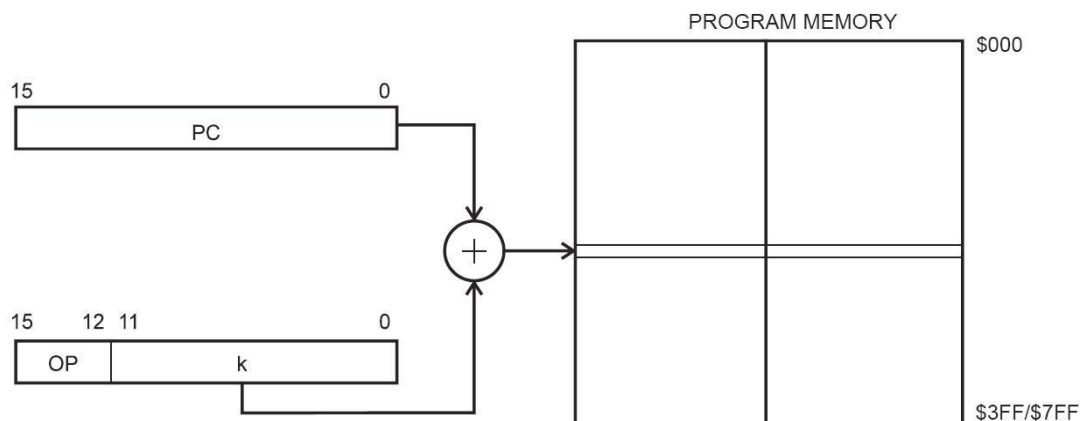 PROGRAM MEMORY
$000
15 0
PC
+
15 12 11 0
OP k
$3FF/$7FF